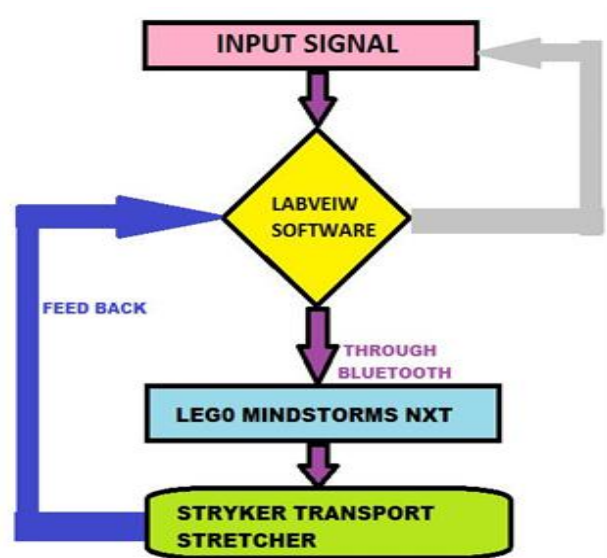 INPUT SIGNAL
LABVEIW
SOFTWARE
FEED BACK
THROUGH
BLUETOOTH
LEG0 MINDSTORMS NXT
STRYKER TRANSPORT
STRETCHER